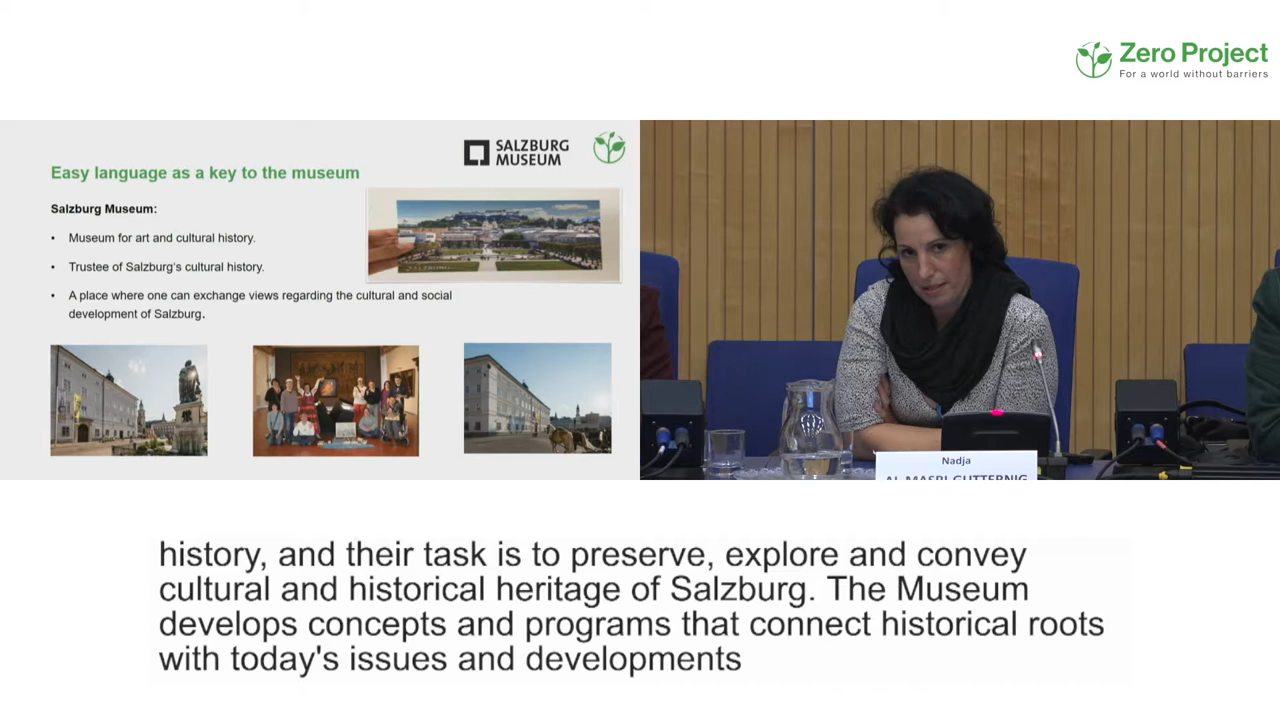 Zero Project
For a world without barriers
SALZBURG
MUSEUM
Easy language as a key to the museum
Salzburg Museum:
• Museum for art and cultural history.
• Trustee of Salzburg's cultural history.
• A place where one can exchange views regarding the cultural and social
development of Salzburg.
SALZBURG
Nadja
AL-MASRI-GUTTERNIG
history, and their task is to preserve, explore and convey
cultural and historical heritage of Salzburg. The Museum
develops concepts and programs that connect historical roots
with today's issues and developments